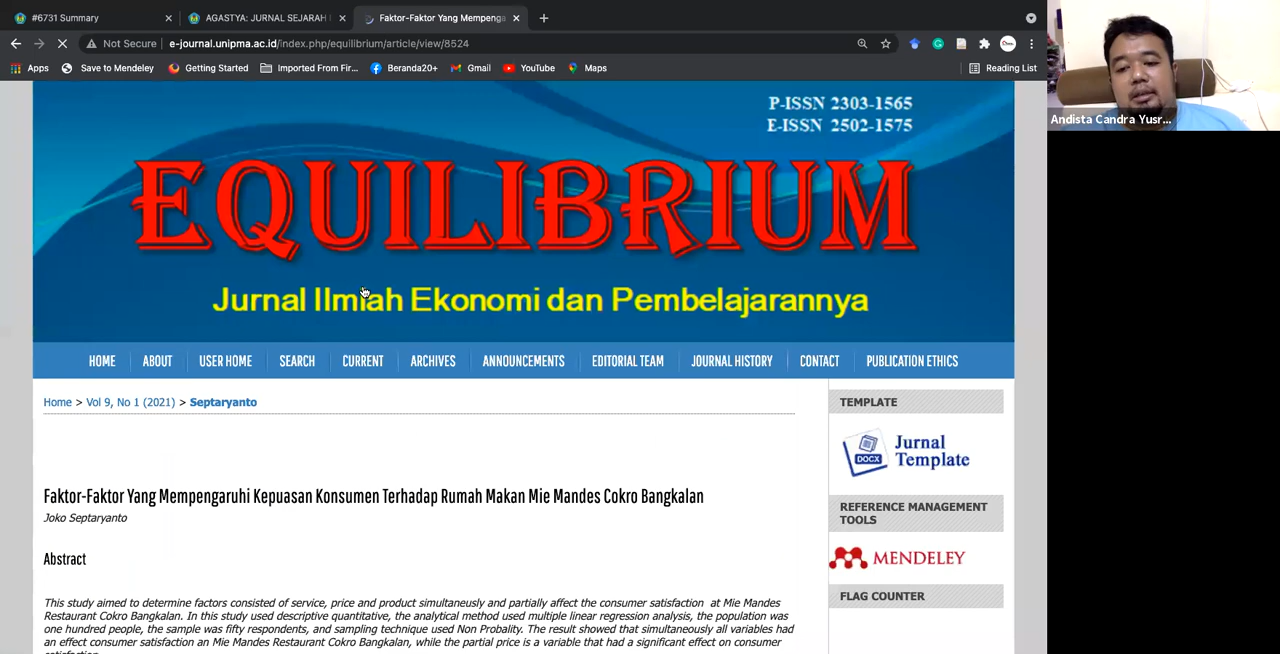 #6731 Summary
AGASTYA: JURNAL SEJARAH
Faktor-Faktor Yang Mempenga
Not Secure
e-journal.unipma.ac.id/index.php/equilibrium/article/view/8524
Apps
Save to Mendeley
Getting Started
Imported From Fir...
Beranda20+
Gmail
YouTube
Maps
Reading List
Andista Candra Yusr...
P-ISSN 2303-1565
E-ISSN 2502-1575
EQUILIBRIUM
Jurnal Ilmiah Ekonomi dan Pembelajarannya
HOME
ABOUT
USER HOME
SEARCH
CURRENT
ARCHIVES
ANNOUNCEMENTS
EDITORIAL TEAM
JOURNAL HISTORY
CONTACT
PUBLICATION ETHICS
Home > Vol 9, No 1 (2021) > Septaryanto
Faktor-Faktor Yang Mempengaruhi Kepuasan Konsumen Terhadap Rumah Makan Mie Mandes Cokro Bangkalan
Joko Septaryanto
Abstract
This study aimed to determine factors consisted of service, price and product simultaneusly and partially affect the consumer satisfaction at Mie Mandes
Restaurant Cokro Bangkalan. In this study used descriptive quantitative, the analytical method used multiple linear regression analysis, the population was
one hundred people, the sample was fifty respondents, and sampling technique used Non Probality. The result showed that simultaneously all variables had
an effect consumer satisfaction an Mie Mandes Restaurant Cokro Bangkalan, while the partial price is a variable that had a significant effect on consumer
satisfaction.
TEMPLATE
DOCX
Jurnal
Template
REFERENCE MANAGEMENT
TOOLS
MENDELEY
FLAG COUNTER